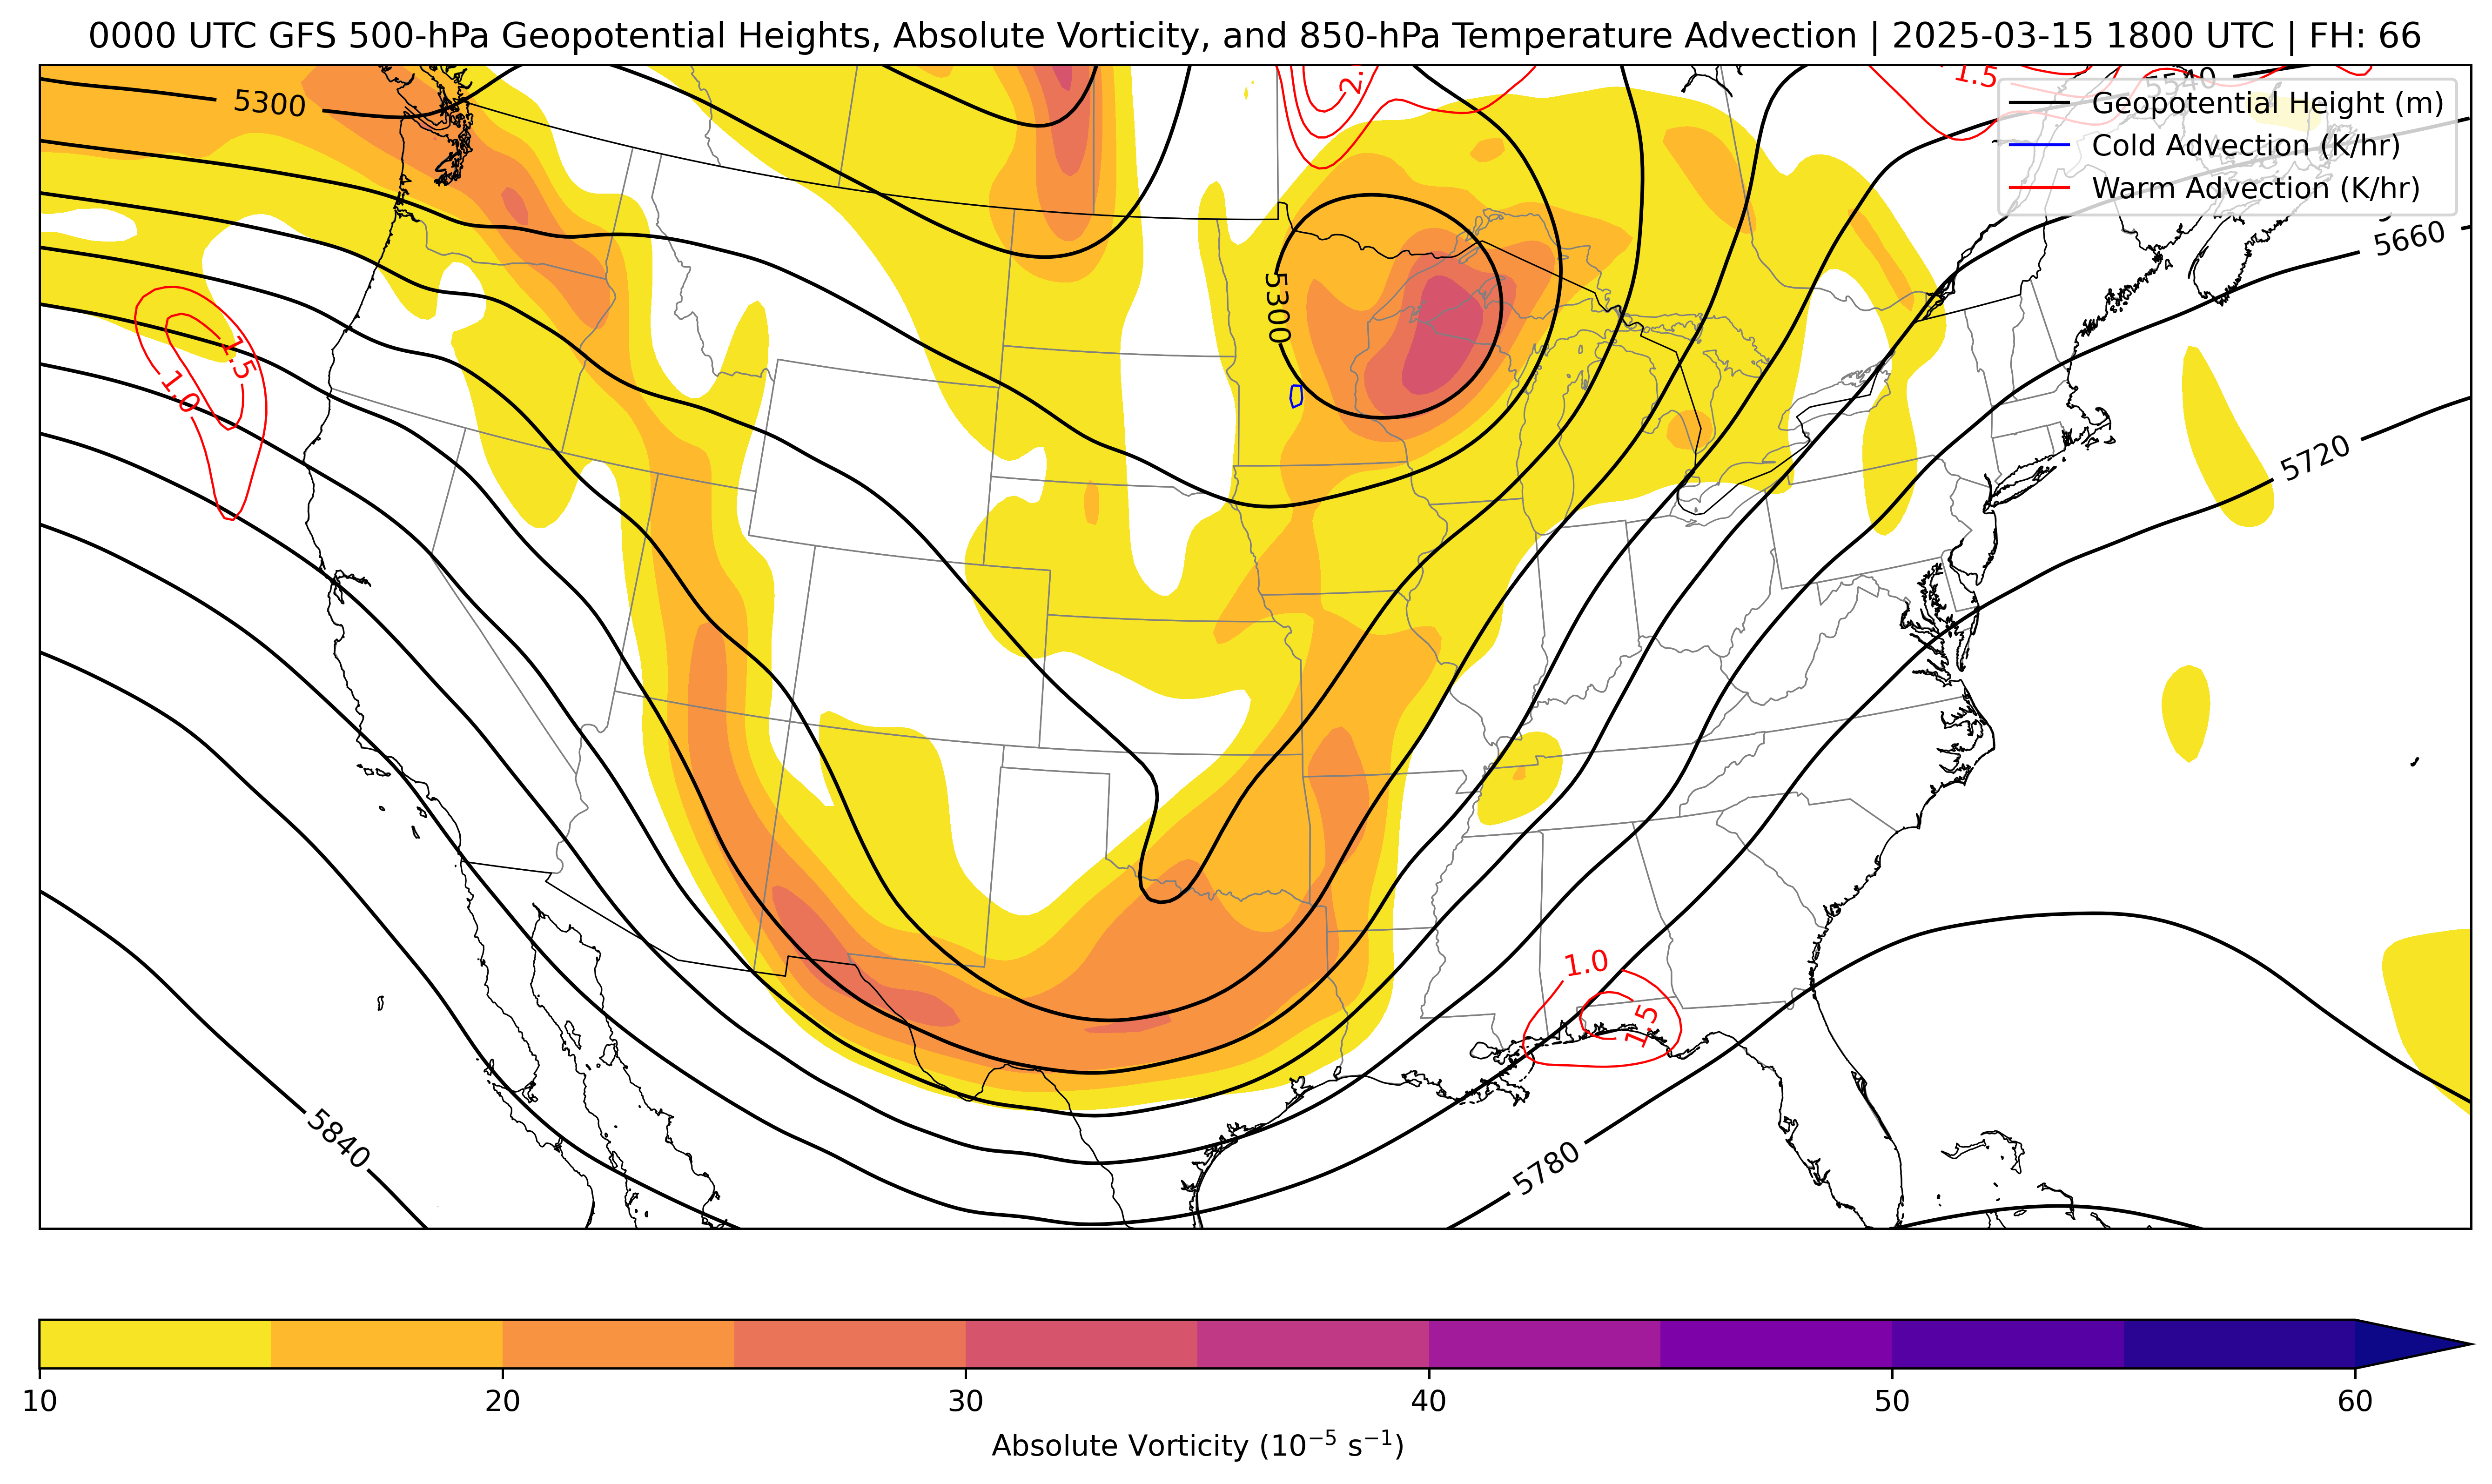 0000 UTC GFS 500-hPa Geopotential Heights, Absolute Vorticity, and 850-hPa Temperature Advection | 2025-03-15 1800 UTC | FH: 66
5300
2.
1.5
5540
Geopotential Height (m)
Cold Advection (K/hr)
Warm Advection (K/hr)
5660
5300
1.5
1.0
5720
1.0
1.5
5840
5780
10 20 30 40 50 60
Absolute Vorticity (10⁻⁵ s⁻¹)